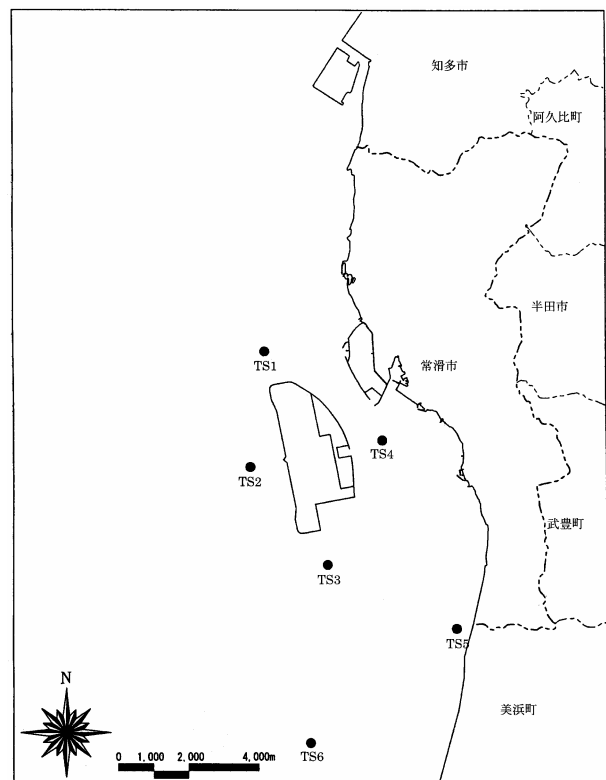 知多市
阿久比町
半田市
TS1
常滑市
TS4
TS2
武豊町
TS3
TS5
N
美浜町
TS6
0 1,000 2,000 4,000m